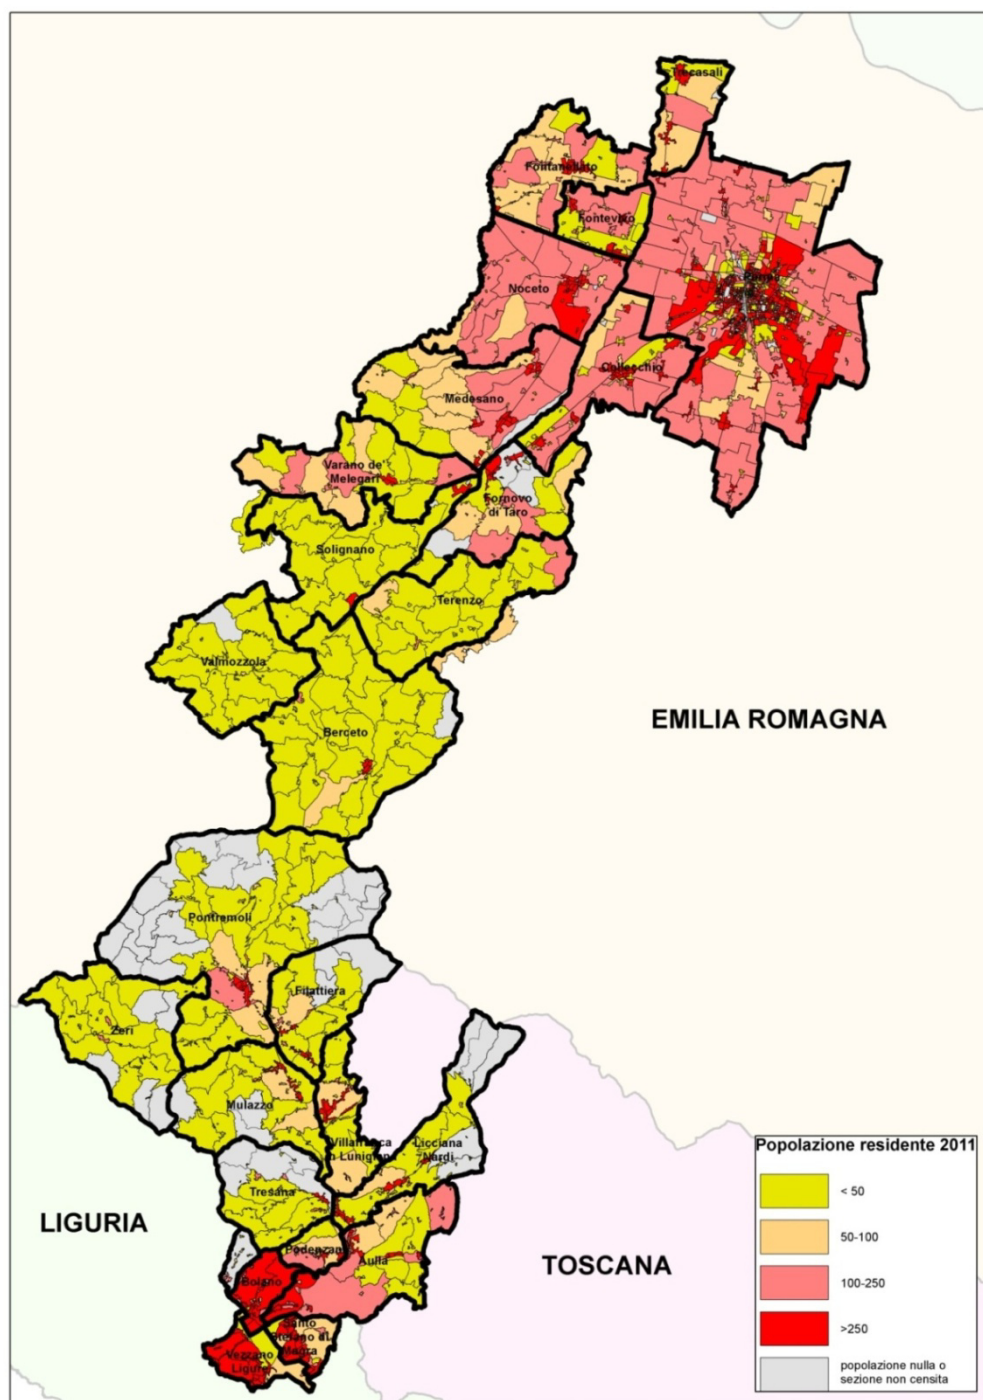 Trecasali
Fontanellato
Fontevivo
Parma
Noceto
Collecchio
Medesano
Varano de'
Melegari
Fornovo
di Taro
Solignano
Terenzo
Valmozzola
EMILIA ROMAGNA
Berceto
Pontremoli
Filattiera
Zeri
Mulazzo
Villafranca
in Lunigiana
Licciana
Nardi
Tresana
LIGURIA
TOSCANA
Podenzana
Aulla
Bolano
Santo
Stefano di
Magra
Vezzano
Ligure
Popolazione residente 2011
< 50
50-100
100-250
>250
popolazione nulla o
sezione non censita